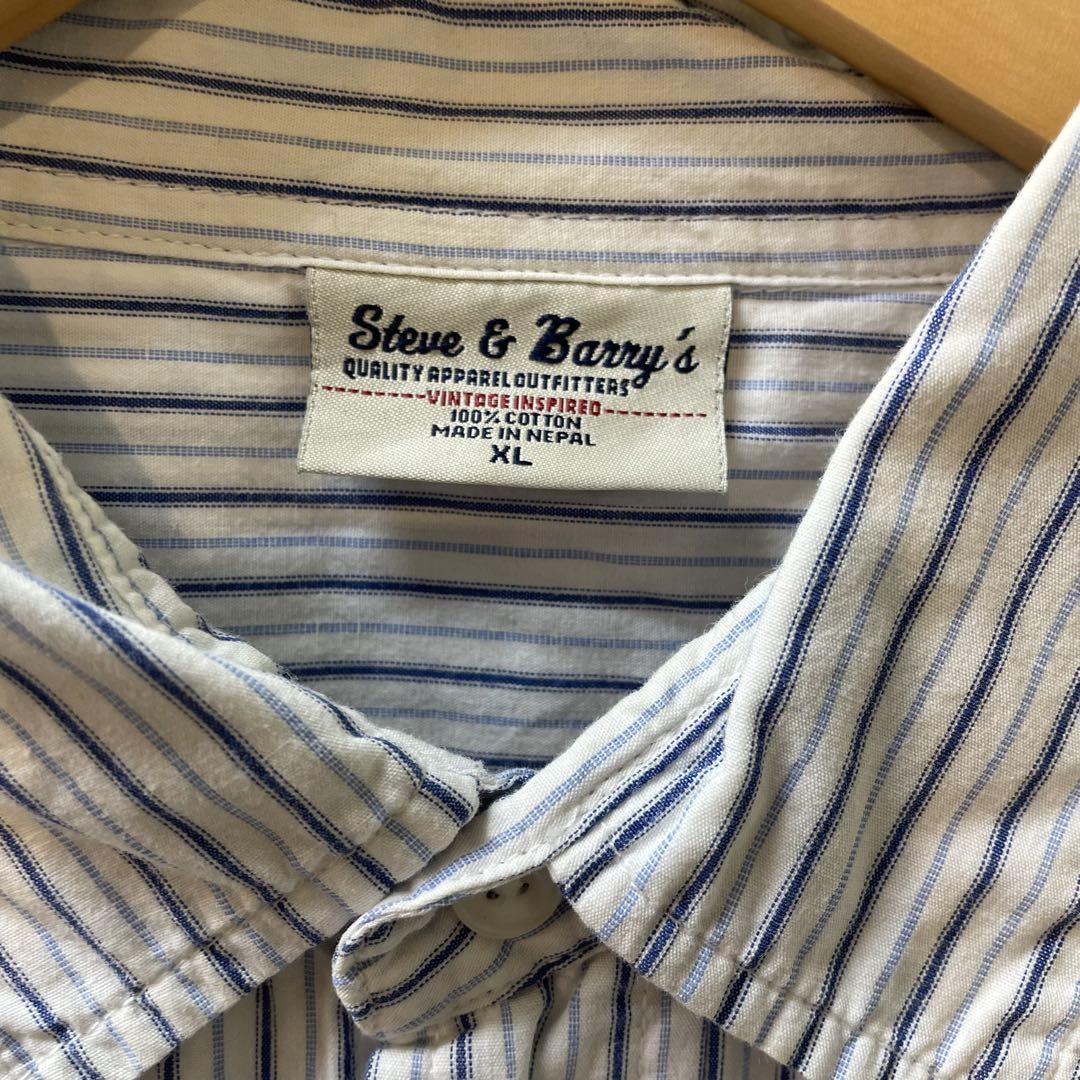 Steve & Barry's
QUALITY APPAREL OUTFITTERS
VINTAGE INSPIRED
100% COTTON
MADE IN NEPAL
XL